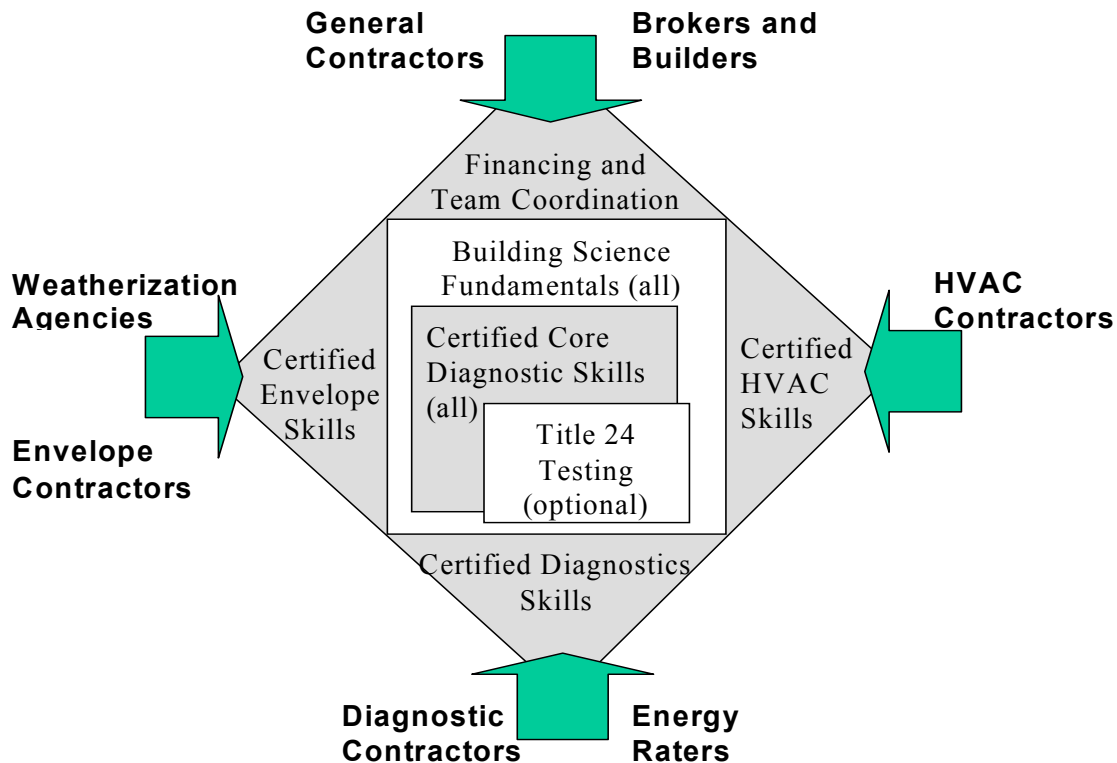 General
Contractors
Brokers and
Builders
Financing and
Team Coordination
Building Science
Fundamentals (all)
Weatherization
Agencies
HVAC
Contractors
Certified Core
Diagnostic Skills
(all)
Certified
Envelope
Skills
Certified
HVAC
Skills
Title 24
Testing
(optional)
Envelope
Contractors
Certified Diagnostics
Skills
Diagnostic
Contractors
Energy
Raters